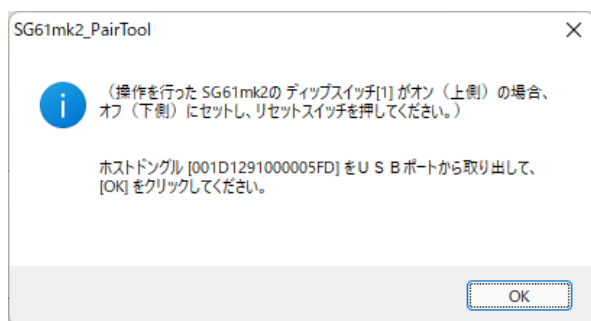 SG61mk2_PairTool
（操作を行った SG61mk2の ディップスイッチ[1] がオン（上側）の場合、
オフ（下側）にセットし、リセットスイッチを押してください。）
ホストドングル [001D1291000005FD] をＵＳＢポートから取り出して、
[OK] をクリックしてください。
OK